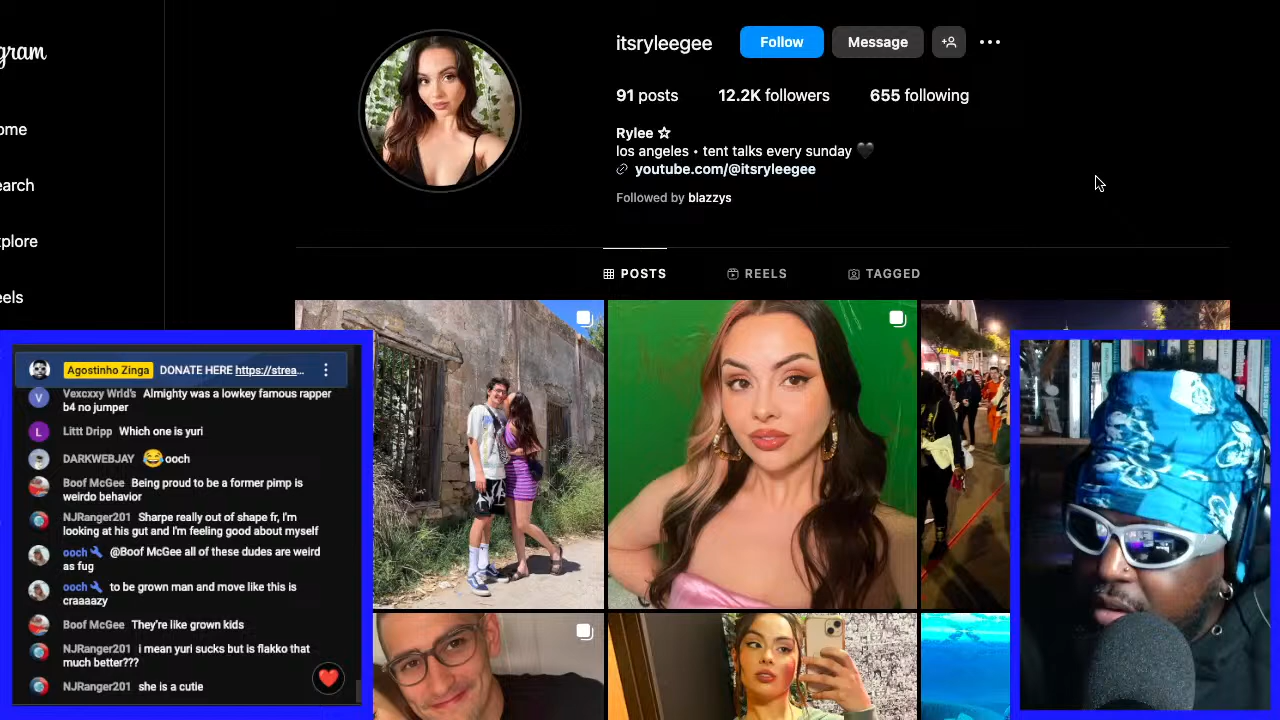 gram
itsryleegee
Follow
Message
91 posts
12.2K followers
655 following
Rylee ☆
los angeles • tent talks every sunday 🖤
youtube.com/@itsryleegee
Followed by blazzys
ome
earch
xplore
eels
POSTS
REELS
TAGGED
Agostinho Zinga DONATE HERE https://strea...
Vexxxxy Wrld's Almighty was a lowkey famous rapper
b4 no jumper
Littt Dripp Which one is yuri
DARKWEBJAY 😂ooch
Boof McGee Being proud to be a former pimp is
weirdo behavior
NJRanger201 Sharpe really out of shape fr, I'm
looking at his gut and I'm feeling good about myself
ooch @Boof McGee all of these dudes are weird
as fug
ooch to be grown man and move like this is
craaaazy
Boof McGee They're like grown kids
NJRanger201 i mean yuri sucks but is flakko that
much better???
NJRanger201 she is a cutie